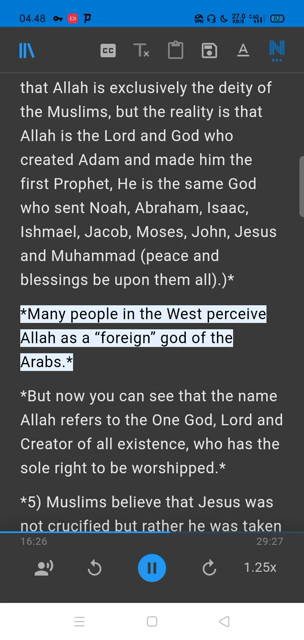 04.48
27.0
KB/S
CC
that Allah is exclusively the deity of
the Muslims, but the reality is that
Allah is the Lord and God who
created Adam and made him the
first Prophet, He is the same God
who sent Noah, Abraham, Isaac,
Ishmael, Jacob, Moses, John, Jesus
and Muhammad (peace and
blessings be upon them all).)*
*Many people in the West perceive
Allah as a “foreign” god of the
Arabs.*
*But now you can see that the name
Allah refers to the One God, Lord and
Creator of all existence, who has the
sole right to be worshipped.*
*5) Muslims believe that Jesus was
not crucified but rather he was taken
16:26
29:27
1.25x